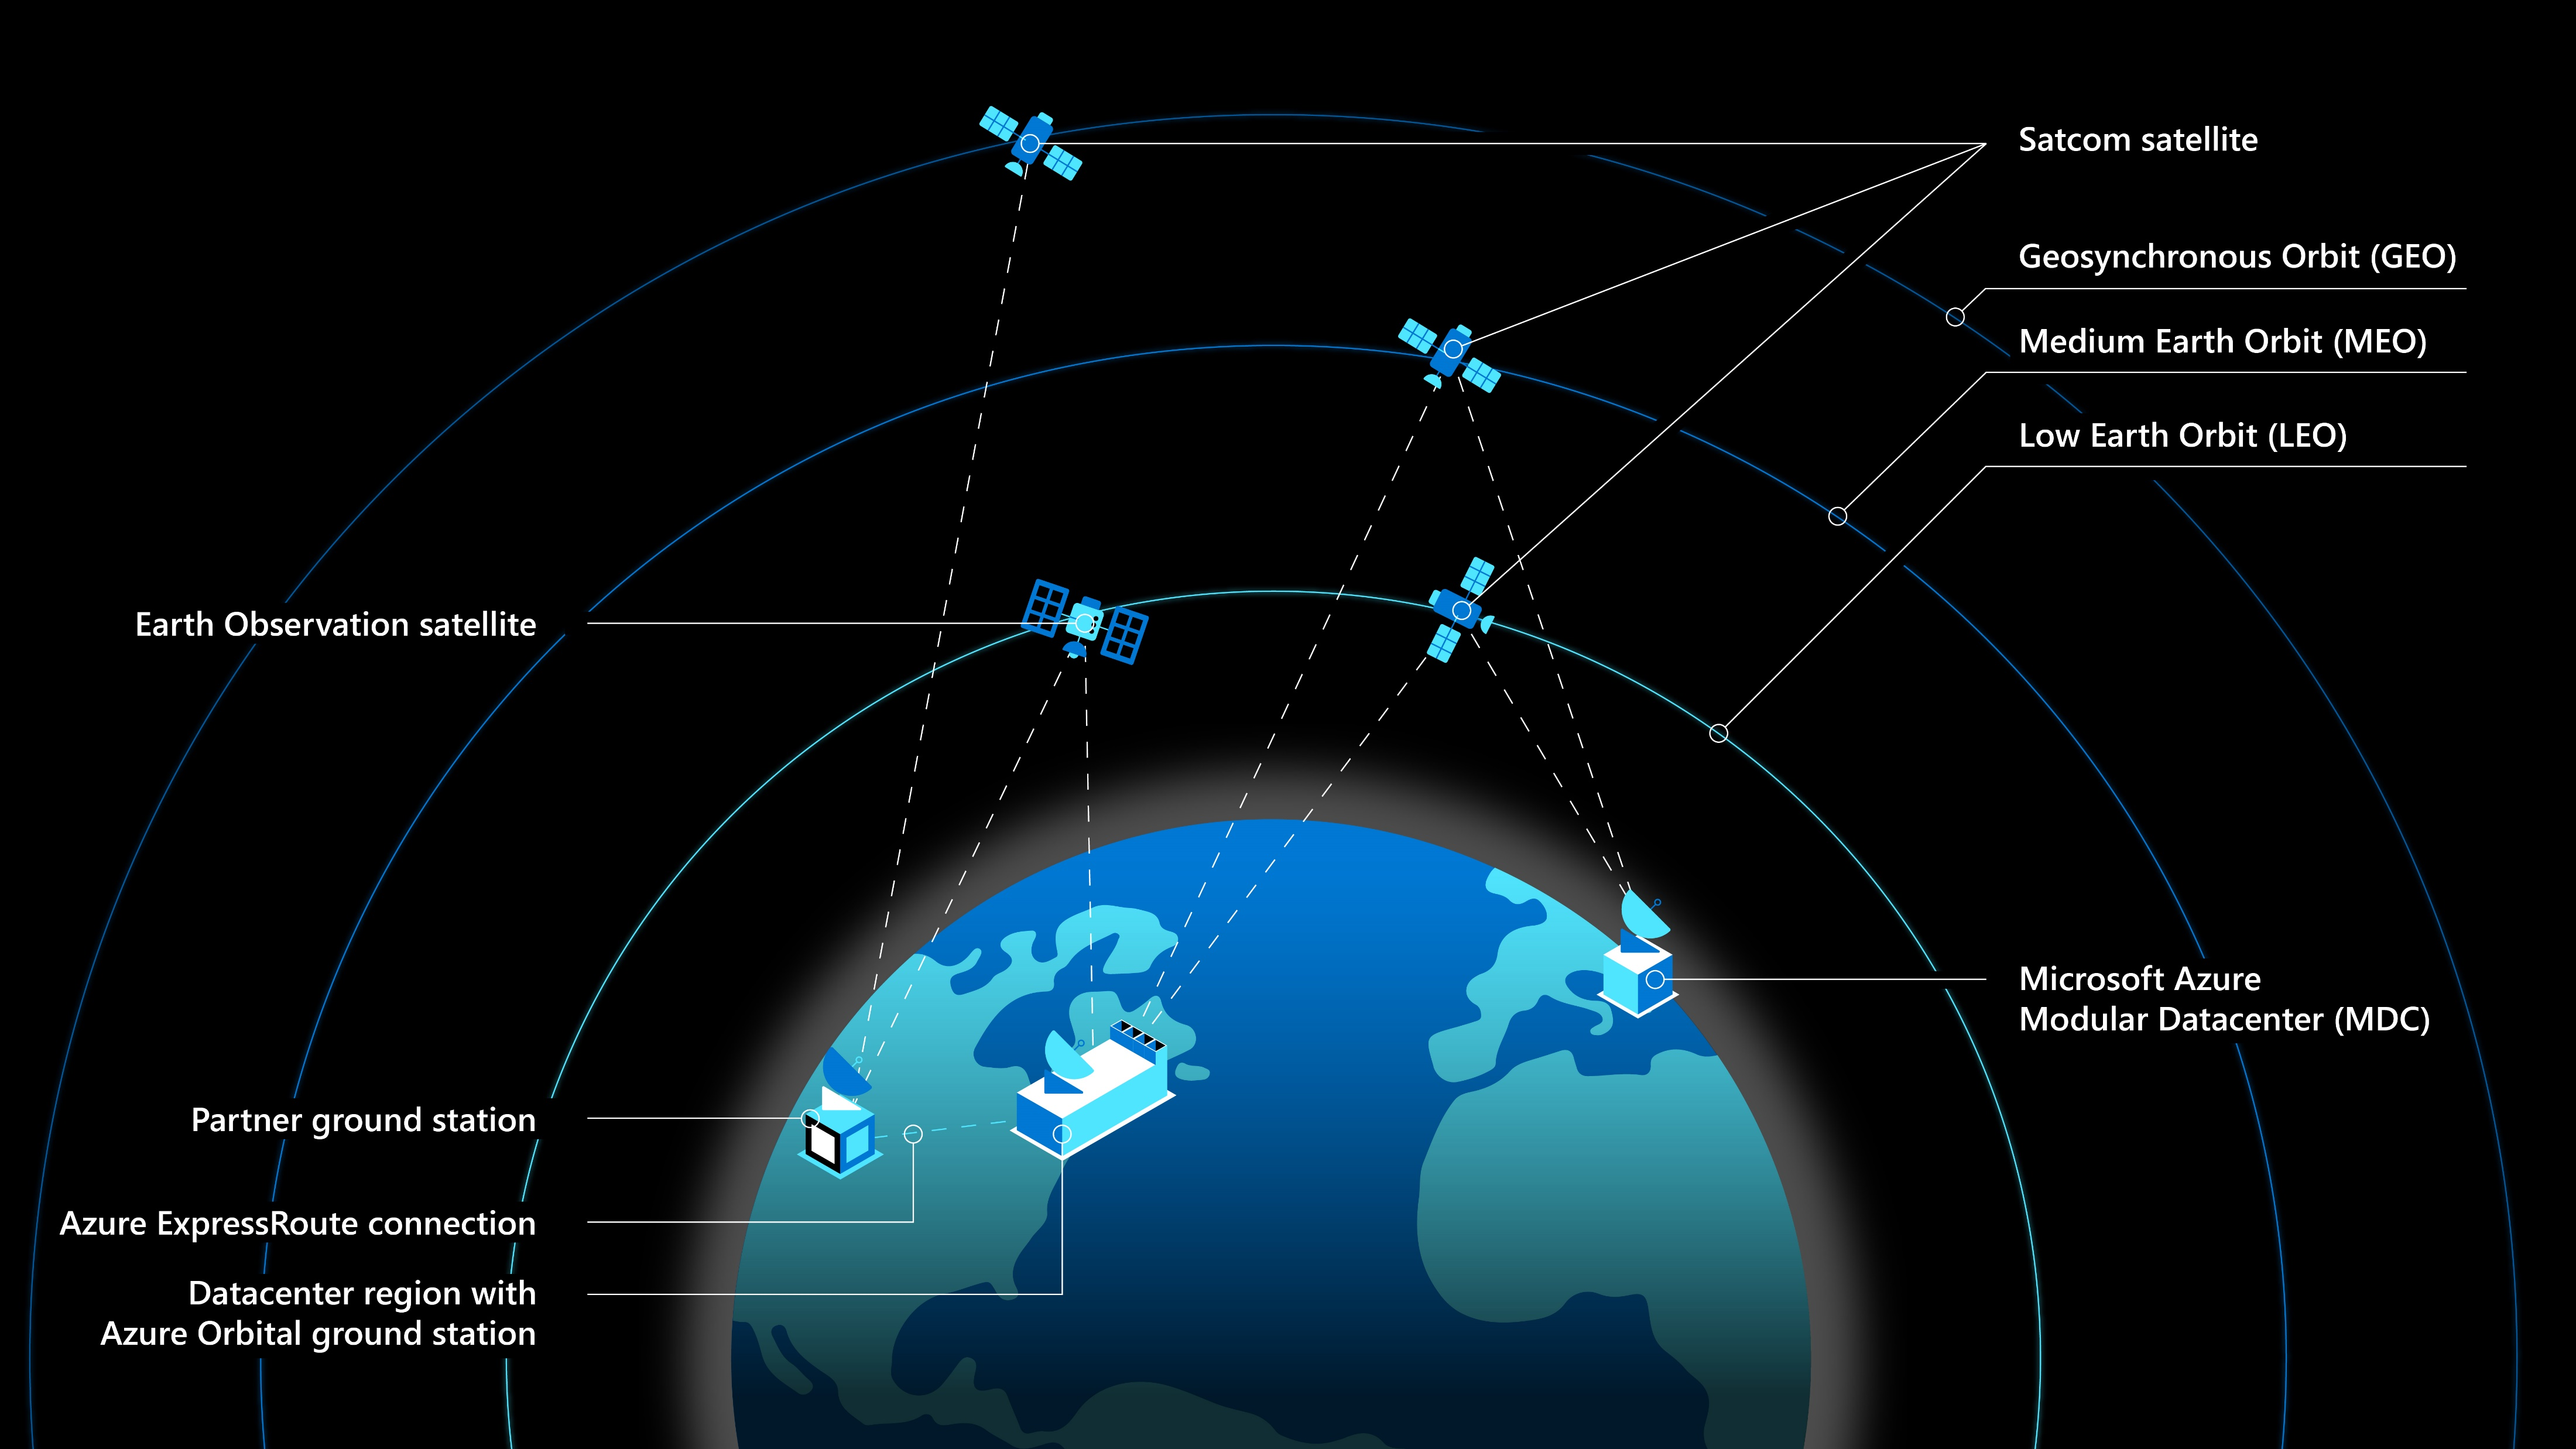 Satcom satellite
Geosynchronous Orbit (GEO)
Medium Earth Orbit (MEO)
Low Earth Orbit (LEO)
Earth Observation satellite
Microsoft Azure
Modular Datacenter (MDC)
Partner ground station
Azure ExpressRoute connection
Datacenter region with
Azure Orbital ground station